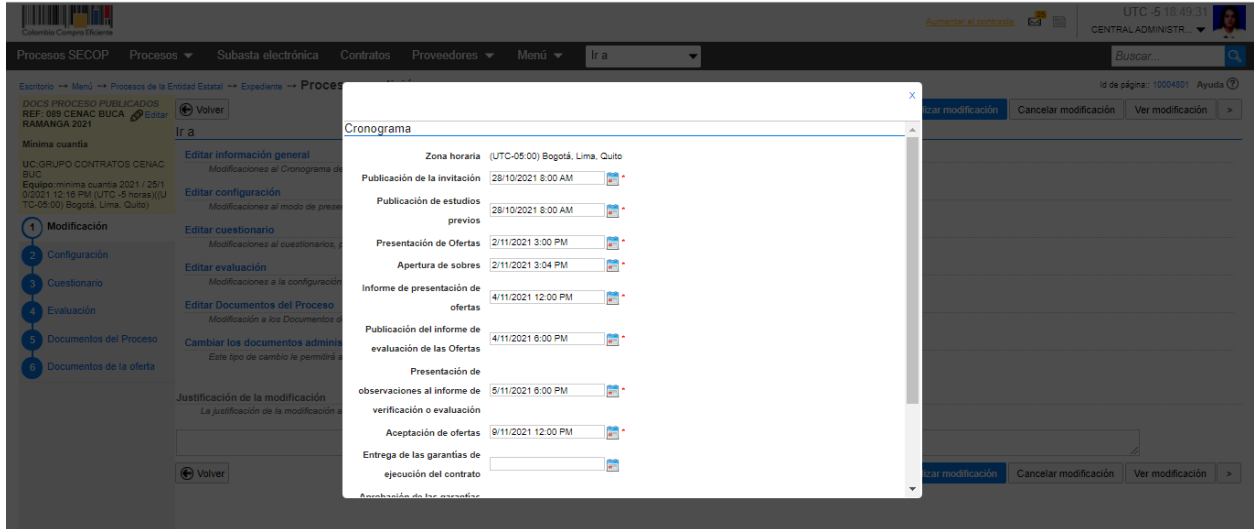 Colombia Compra Eficiente
Aumentar el contraste
UTC -5 18:49:31
CENTRAL ADMINISTR...
Procesos SECOP Procesos Subasta electrónica Contratos Proveedores Menú Ir a Buscar...
Escritorio → Menú → Procesos de la Entidad Estatal → Expediente → Proces
Id de página:: 10004801 Ayuda
DOCS PROCESO PUBLICADOS
REF: 089 CENAC BUCA
RAMANGA 2021
Editar
Mínima cuantía
UC:GRUPO CONTRATOS CENAC
BUC
Equipo:minima cuantia 2021 / 25/1
0/2021 12:16 PM (UTC -5 horas)((U
TC-05:00) Bogotá, Lima, Quito)
1 Modificación
2 Configuración
3 Cuestionario
4 Evaluación
5 Documentos del Proceso
6 Documentos de la oferta
Volver
izar modificación Cancelar modificación Ver modificación >
Ir a
Editar información general
Modificaciones al Cronograma de
Editar configuración
Modificaciones al modo de prese
Editar cuestionario
Modificaciones al cuestionarios, p
Editar evaluación
Modificaciones a la configuración
Editar Documentos del Proceso
Modificación a los Documentos d
Cambiar los documentos adminis
Este tipo de cambio le permitirá a
Justificación de la modificación
La justificación de la modificación a
Volver
izar modificación Cancelar modificación Ver modificación >
X
Cronograma
Zona horaria (UTC-05:00) Bogotá, Lima, Quito
Publicación de la invitación 28/10/2021 8:00 AM *
Publicación de estudios
previos 28/10/2021 8:00 AM *
Presentación de Ofertas 2/11/2021 3:00 PM *
Apertura de sobres 2/11/2021 3:04 PM *
Informe de presentación de
ofertas 4/11/2021 12:00 PM *
Publicación del informe de
evaluación de las Ofertas 4/11/2021 6:00 PM *
Presentación de
observaciones al informe de 5/11/2021 6:00 PM *
verificación o evaluación
Aceptación de ofertas 9/11/2021 12:00 PM *
Entrega de las garantías de
ejecución del contrato
Aprobación de las garantías